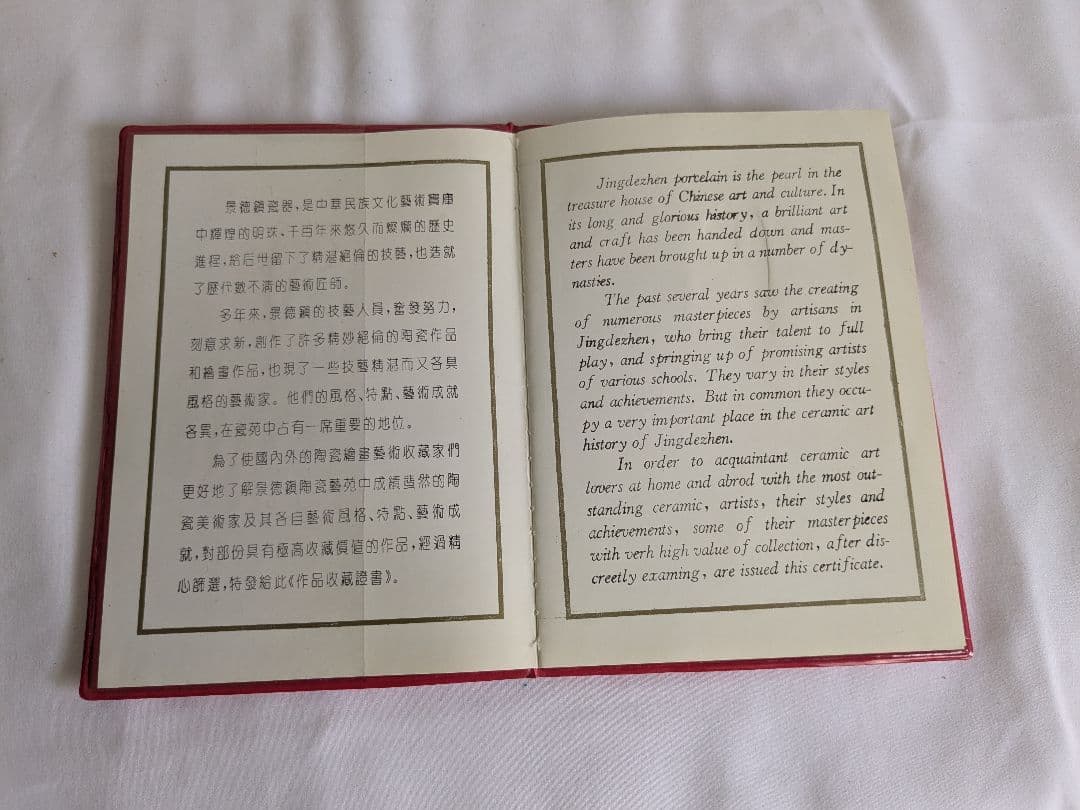 景德鎮瓷器,是中華民族文化藝術寶庫
中輝煌的明珠、千百年來悠久而燦爛的歷史
進程,給后世留下了精湛絕倫的技藝,也造就
了歷代數不清的藝術匠師。
多年來,景德鎮的技藝人員,奮發努力,
刻意求新,創作了許多精妙絕倫的陶瓷作品
和繪畫作品,也現了一些技藝精湛而又各具
風格的藝術家。他們的風格、特點、藝術成就
各異,在瓷苑中占有一席重要的地位。
為了使國內外的陶瓷繪畫藝術收藏家們
更好地了解景德鎮陶瓷藝苑中成績斐然的陶
瓷美術家及其各自藝術風格、特點、藝術成
就,對部份具有極高收藏價值的作品,經過精
心篩選,特發給此《作品收藏證書》。
Jingdezhen porcelain is the pearl in the
treasure house of Chinese art and culture. In
its long and glorious history, a brilliant art
and craft has been handed down and mas-
ters have been brought up in a number of dy-
nasties.
The past several years saw the creating
of numerous masterpieces by artisans in
Jingdezhen, who bring their talent to full
play, and springing up of promising artists
of various schools. They vary in their styles
and achievements. But in common they occu-
py a very important place in the ceramic art
history of Jingdezhen.
In order to acquaintant ceramic art
lovers at home and abrod with the most out-
standing ceramic, artists, their styles and
achievements, some of their masterpieces
with verh high value of collection, after dis-
creetly examing, are issued this certificate.